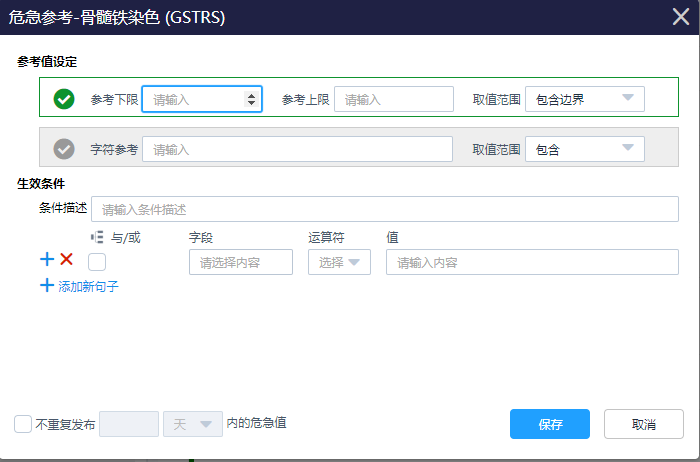 危急参考-骨髓铁染色 (GSTRS)
参考值设定
参考下限 请输入 参考上限 请输入 取值范围 包含边界
字符参考 请输入 取值范围 包含
生效条件
条件描述 请输入条件描述
与/或 字段 运算符 值
请选择内容 选择 请输入内容
添加新句子
不重复发布 天 内的危急值 保存 取消